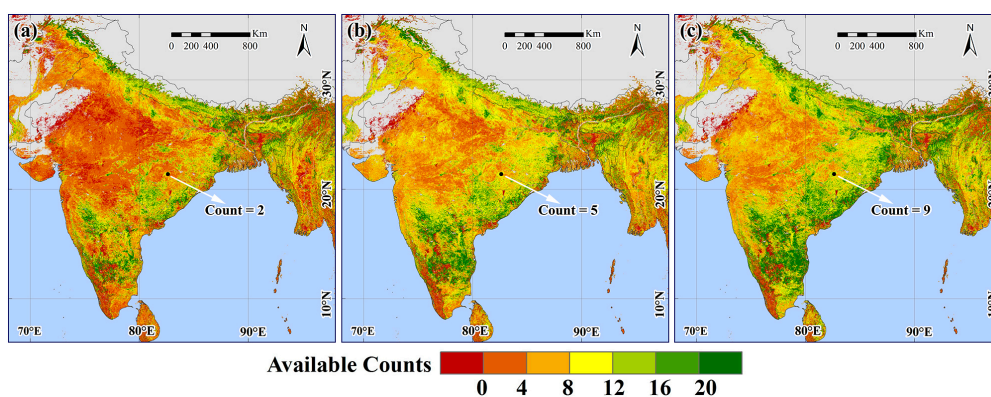 (a)
0 200 400 800 Km
N
30°N
20°N
10°N
Count = 2
70°E 80°E 90°E
(b)
0 200 400 800 Km
N
30°N
20°N
10°N
Count = 5
70°E 80°E 90°E
(c)
0 200 400 800 Km
N
30°N
20°N
10°N
Count = 9
70°E 80°E 90°E
Available Counts
0 4 8 12 16 20